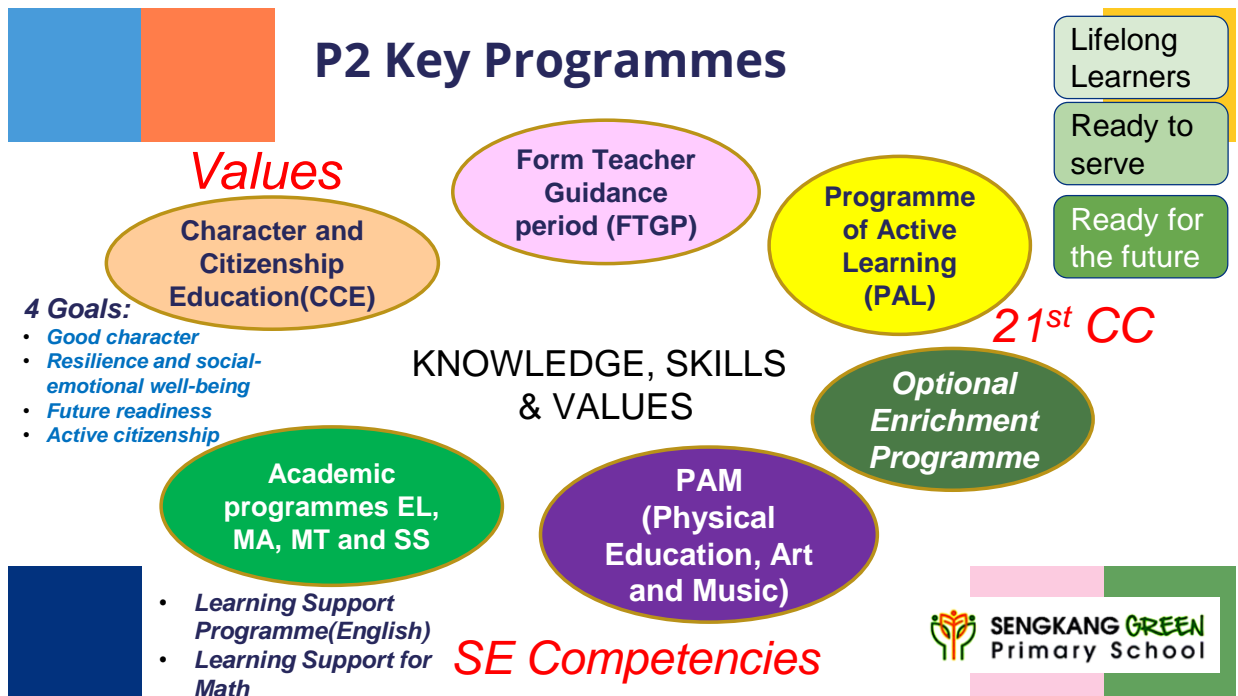 P2 Key Programmes
Lifelong
Learners
Ready to
serve
Ready for
the future
Values
Form Teacher
Guidance
period (FTGP)
Programme
of Active
Learning
(PAL)
Character and
Citizenship
Education(CCE)
4 Goals:
• Good character
• Resilience and social-
emotional well-being
• Future readiness
• Active citizenship
21st CC
KNOWLEDGE, SKILLS
& VALUES
Optional
Enrichment
Programme
Academic
programmes EL,
MA, MT and SS
PAM
(Physical
Education, Art
and Music)
• Learning Support
Programme(English)
• Learning Support for
Math
SE Competencies
SENGKANG GREEN
Primary School